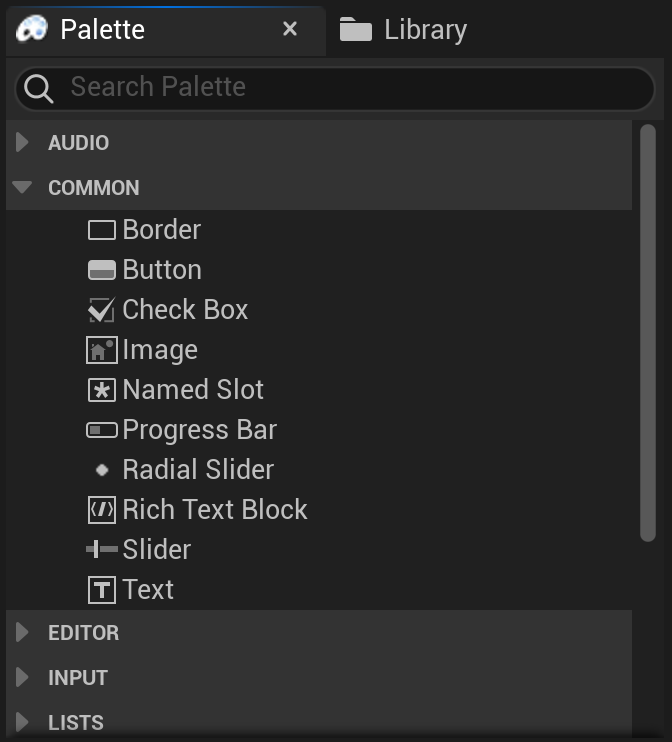 Palette
Library
Search Palette
AUDIO
COMMON
Border
Button
Check Box
Image
Named Slot
Progress Bar
Radial Slider
Rich Text Block
Slider
Text
EDITOR
INPUT
LISTS